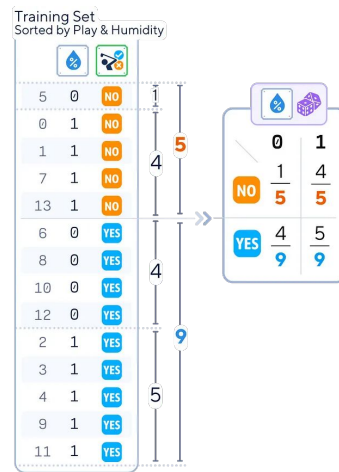 Training Set
Sorted by Play & Humidity
%
5 0 NO 1
0 1 NO
1 1 NO
7 1 NO
13 1 NO
4
5
6 0 YES
8 0 YES
10 0 YES
12 0 YES
4
2 1 YES
3 1 YES
4 1 YES
9 1 YES
11 1 YES
5
9
%
0 1
NO 1/5 4/5
YES 4/9 5/9